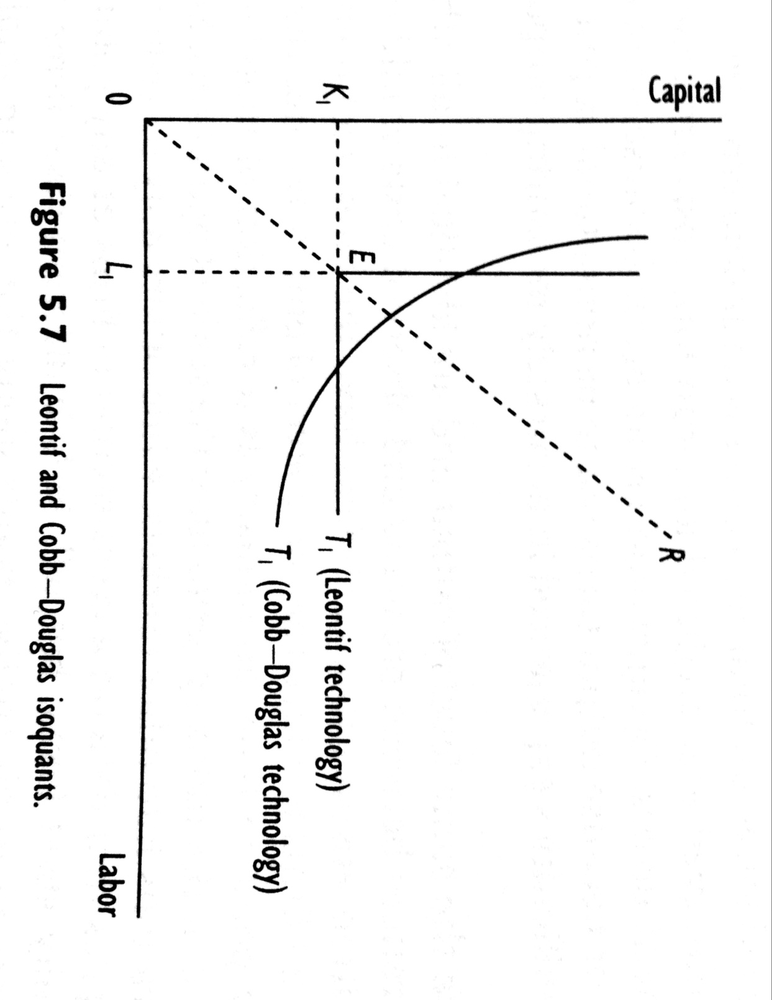 Capital
R
E
K₁
T₁ (Leontif technology)
T₁ (Cobb–Douglas technology)
0
L₁
Labor
Figure 5.7 Leontif and Cobb–Douglas isoquants.